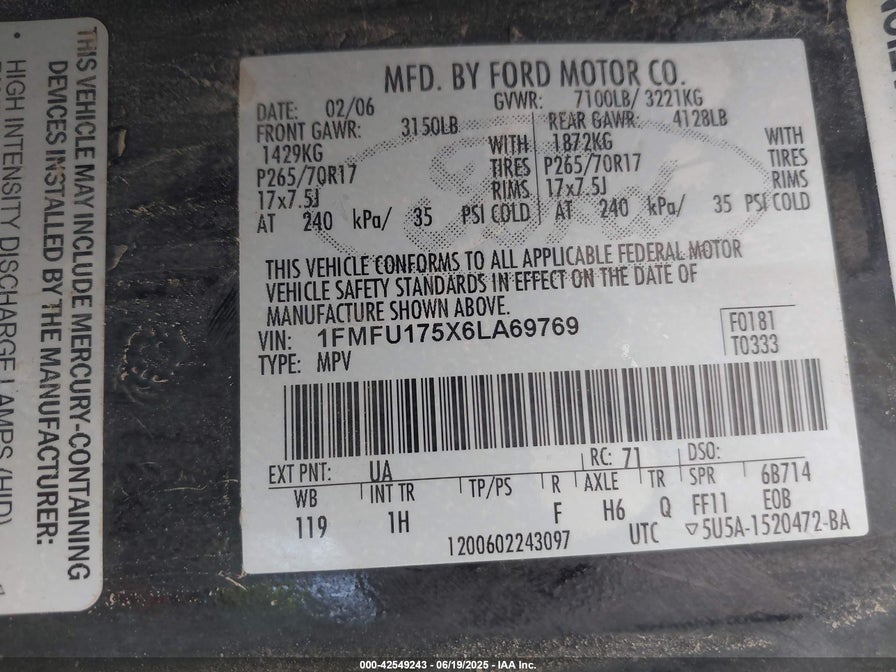 THIS VEHICLE MAY INCLUDE MERCURY-CONTAINING
DEVICES INSTALLED BY THE MANUFACTURER:
HIGH INTENSITY DISCHARGE LAMPS (HID)
MFD. BY FORD MOTOR CO.
DATE: 02/06 GVWR: 7100LB/ 3221KG
FRONT GAWR: 3150LB REAR GAWR: 4128LB
1429KG WITH 1872KG WITH
P265/70R17 TIRES P265/70R17 TIRES
17x7.5J RIMS 17x7.5J RIMS
AT 240 kPa/ 35 PSI COLD AT 240 kPa/ 35 PSI COLD
Ford
THIS VEHICLE CONFORMS TO ALL APPLICABLE FEDERAL MOTOR
VEHICLE SAFETY STANDARDS IN EFFECT ON THE DATE OF
MANUFACTURE SHOWN ABOVE.
VIN: 1FMFU175X6LA69769
TYPE: MPV
F0181
T0333
EXT PNT: UA RC: 71 DSO:
WB INT TR TP/PS R AXLE TR SPR 6B714
119 1H F H6 Q FF11 EOB
1200602243097 UTC ▽5U5A-1520472-BA
000-42549243 - 06/19/2025 - IAA Inc.